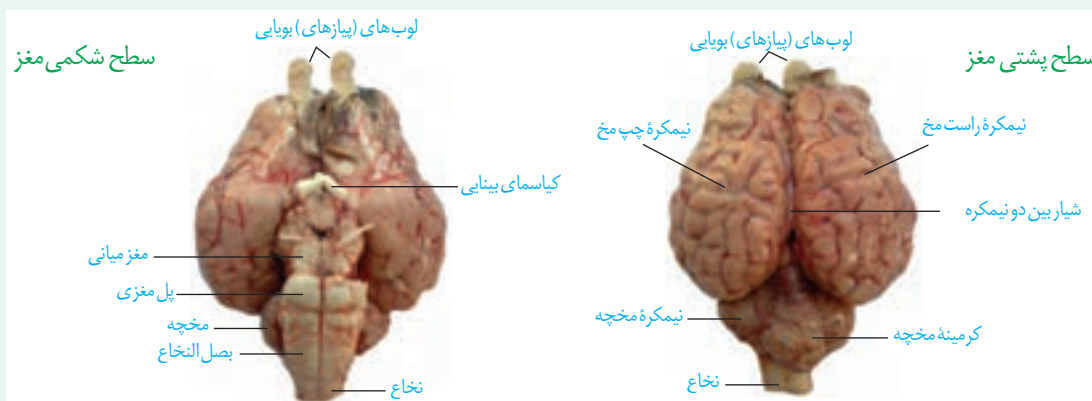 سطح پشتی مغز
لوب‌های (پیازهای) بویایی
نیمکرهٔ راست مخ
نیمکرهٔ چپ مخ
شیار بین دو نیمکره
نیمکرهٔ مخچه
کرمینهٔ مخچه
نخاع
سطح شکمی مغز
لوب‌های (پیازهای) بویایی
کیاسمای بینایی
مغز میانی
پل مغزی
مخچه
بصل النخاع
نخاع